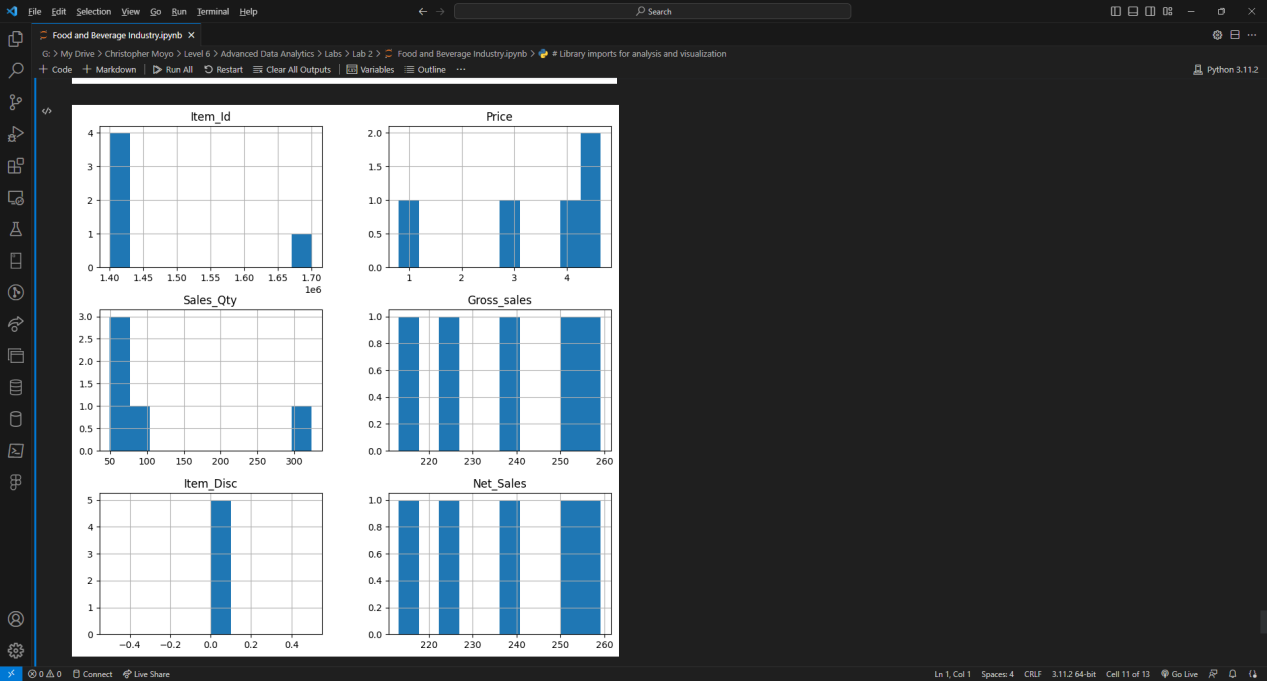 File Edit Selection View Go Run Terminal Help Search
Food and Beverage Industry.ipynb
G: > My Drive > Christopher Moyo > Level 6 > Advanced Data Analytics > Labs > Lab 2 > Food and Beverage Industry.ipynb > # Library imports for analysis and visualization
+ Code + Markdown Run All Restart Clear All Outputs Variables Outline ... Python 3.11.2
Item_Id
4
3
2
1
0
1.40 1.45 1.50 1.55 1.60 1.65 1.70
1e6
Price
2.0
1.5
1.0
0.5
0.0
1 2 3 4
Sales_Qty
3.0
2.5
2.0
1.5
1.0
0.5
0.0
50 100 150 200 250 300
Gross_sales
1.0
0.8
0.6
0.4
0.2
0.0
220 230 240 250 260
Item_Disc
5
4
3
2
1
0
−0.4 −0.2 0.0 0.2 0.4
Net_Sales
1.0
0.8
0.6
0.4
0.2
0.0
220 230 240 250 260
0 0 Connect Live Share Ln 1, Col 1 Spaces: 4 CRLF 3.11.2 64-bit Cell 11 of 13 Go Live